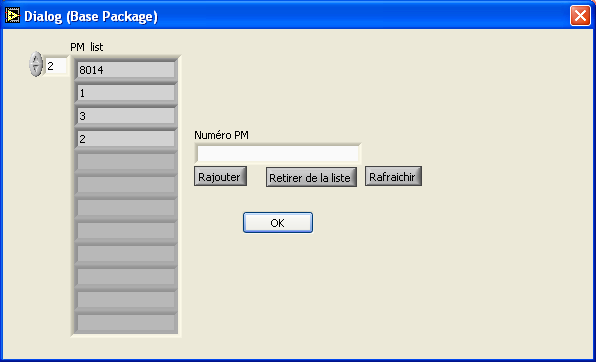 Dialog (Base Package)
PM list
2
8014
1
3
2
Numéro PM
Rajouter
Retirer de la liste
Rafraichir
OK